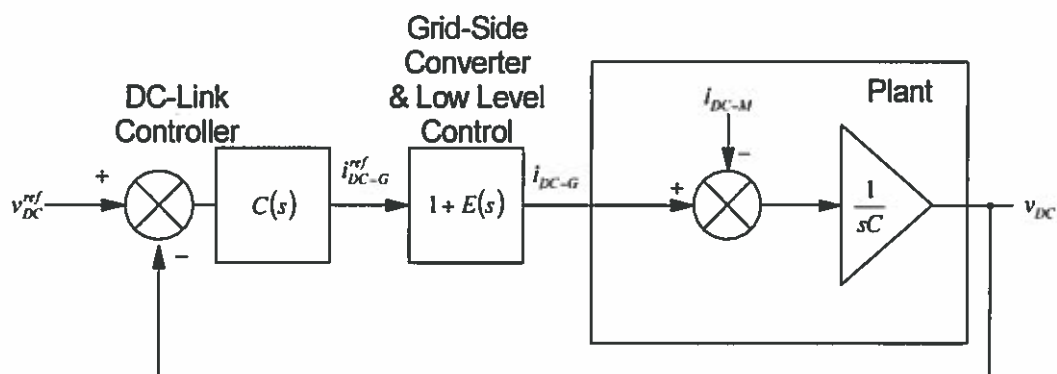 Grid-Side
Converter
& Low Level
Control
DC-Link
Controller
Plant
i_{DC-M}
−
+
v_{DC}^{ref}
−
C(s)
i_{DC-G}^{ref}
1 + E(s)
i_{DC-G}
+
1
sC
v_{DC}